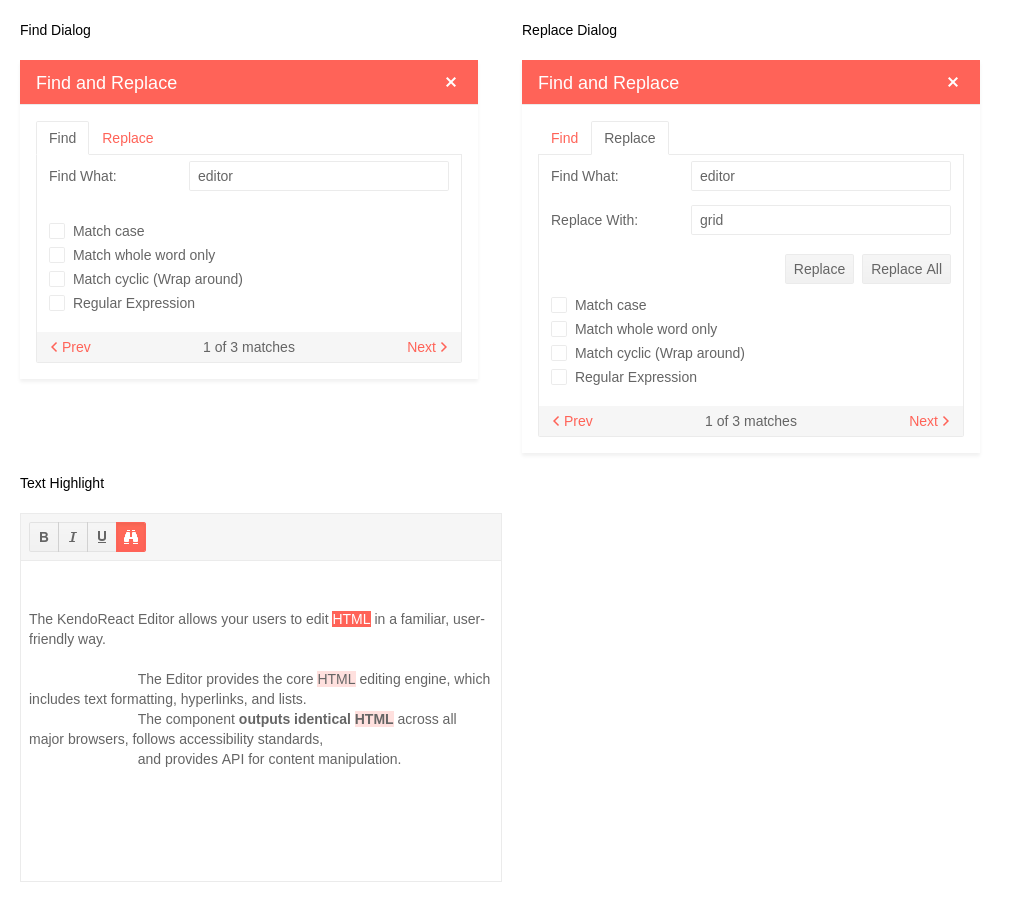 Find Dialog
Find and Replace
Find Replace
Find What: editor
Match case
Match whole word only
Match cyclic (Wrap around)
Regular Expression
Prev 1 of 3 matches Next
Replace Dialog
Find and Replace
Find Replace
Find What: editor
Replace With: grid
Replace Replace All
Match case
Match whole word only
Match cyclic (Wrap around)
Regular Expression
Prev 1 of 3 matches Next
Text Highlight
B I U
The KendoReact Editor allows your users to edit HTML in a familiar, user-
friendly way.
The Editor provides the core HTML editing engine, which
includes text formatting, hyperlinks, and lists.
The component outputs identical HTML across all
major browsers, follows accessibility standards,
and provides API for content manipulation.